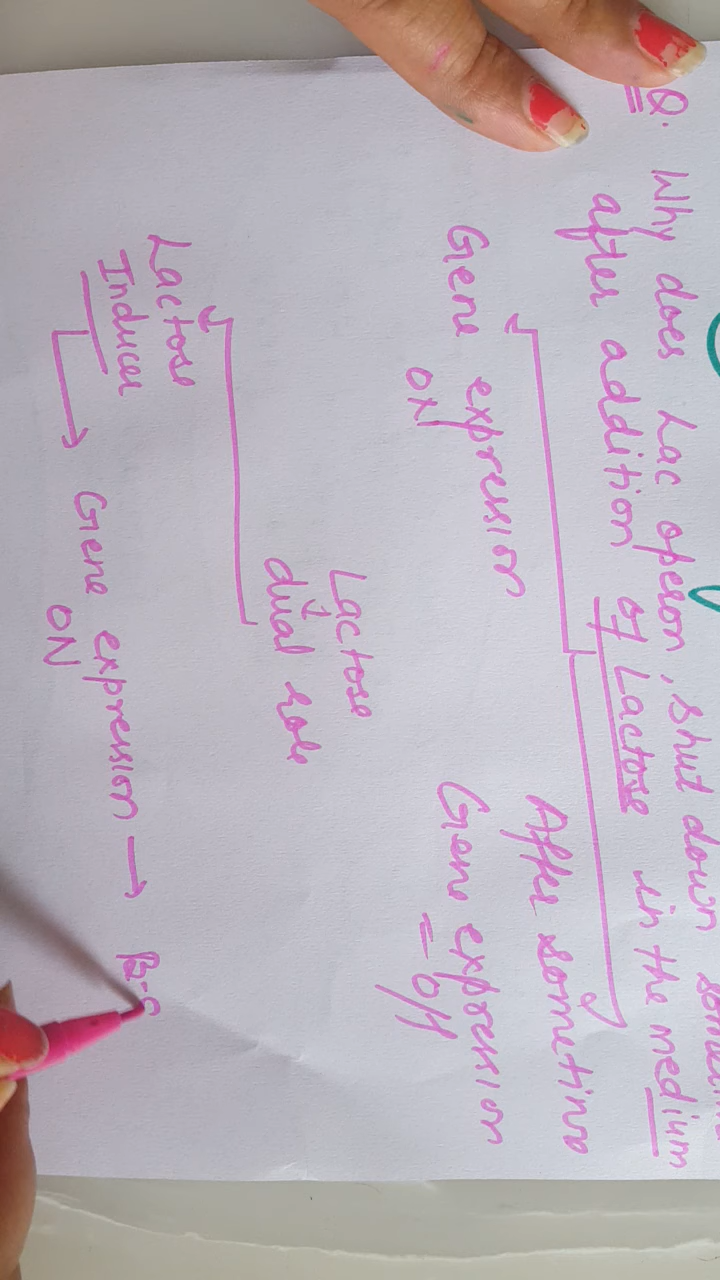 Q. Why does Lac operon, shut down
after addition of Lactose in the medium
Gene expression
ON
After sometime
Gene expression
= Off
Lactose
↓
dual role
Lactose
Inducer
→ Gene expression → β-G
ON